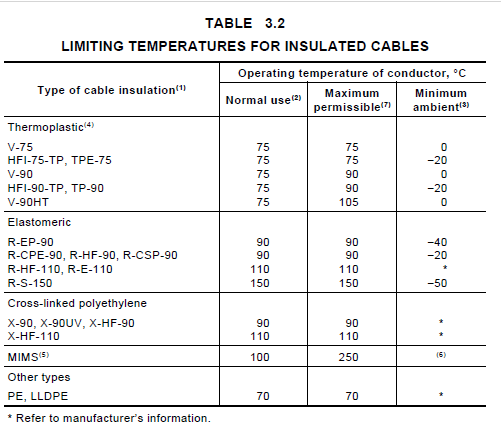 TABLE 3.2
LIMITING TEMPERATURES FOR INSULATED CABLES
Type of cable insulation(1) Operating temperature of conductor, °C
Normal use(2) Maximum permissible(7) Minimum ambient(3)
Thermoplastic(4)
V-75 75 75 0
HFI-75-TP, TPE-75 75 75 –20
V-90 75 90 0
HFI-90-TP, TP-90 75 90 –20
V-90HT 75 105 0
Elastomeric
R-EP-90 90 90 –40
R-CPE-90, R-HF-90, R-CSP-90 90 90 –20
R-HF-110, R-E-110 110 110 *
R-S-150 150 150 –50
Cross-linked polyethylene
X-90, X-90UV, X-HF-90 90 90 *
X-HF-110 110 110 *
MIMS(5) 100 250 (6)
Other types
PE, LLDPE 70 70 *
* Refer to manufacturer's information.